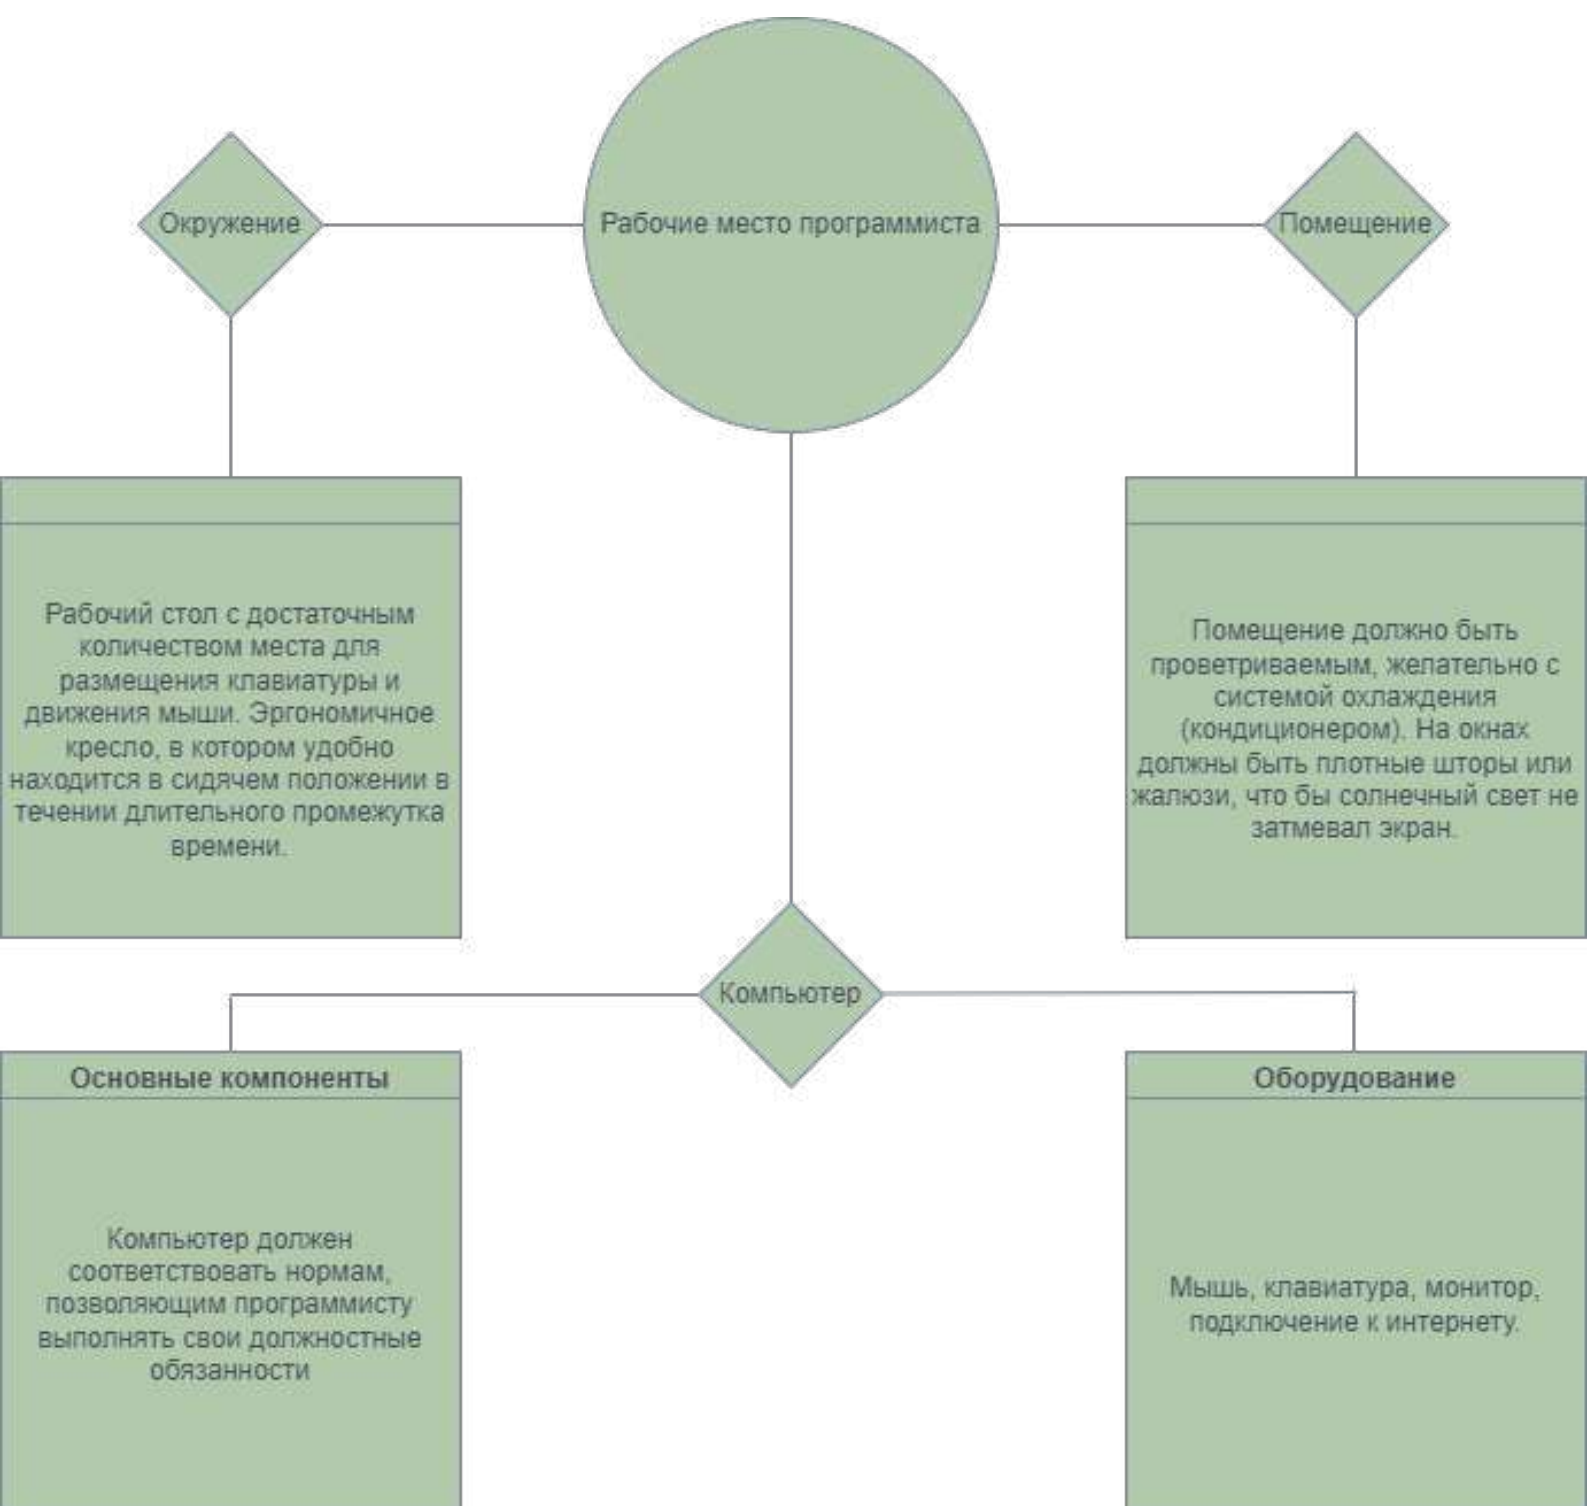 Окружение
Рабочие место программиста
Помещение
Рабочий стол с достаточным
количеством места для
размещения клавиатуры и
движения мыши. Эргономичное
кресло, в котором удобно
находится в сидячем положении в
течении длительного промежутка
времени.
Помещение должно быть
проветриваемым, желательно с
системой охлаждения
(кондиционером). На окнах
должны быть плотные шторы или
жалюзи, что бы солнечный свет не
затмевал экран.
Компьютер
Основные компоненты
Компьютер должен
соответствовать нормам,
позволяющим программисту
выполнять свои должностные
обязанности
Оборудование
Мышь, клавиатура, монитор,
подключение к интернету.